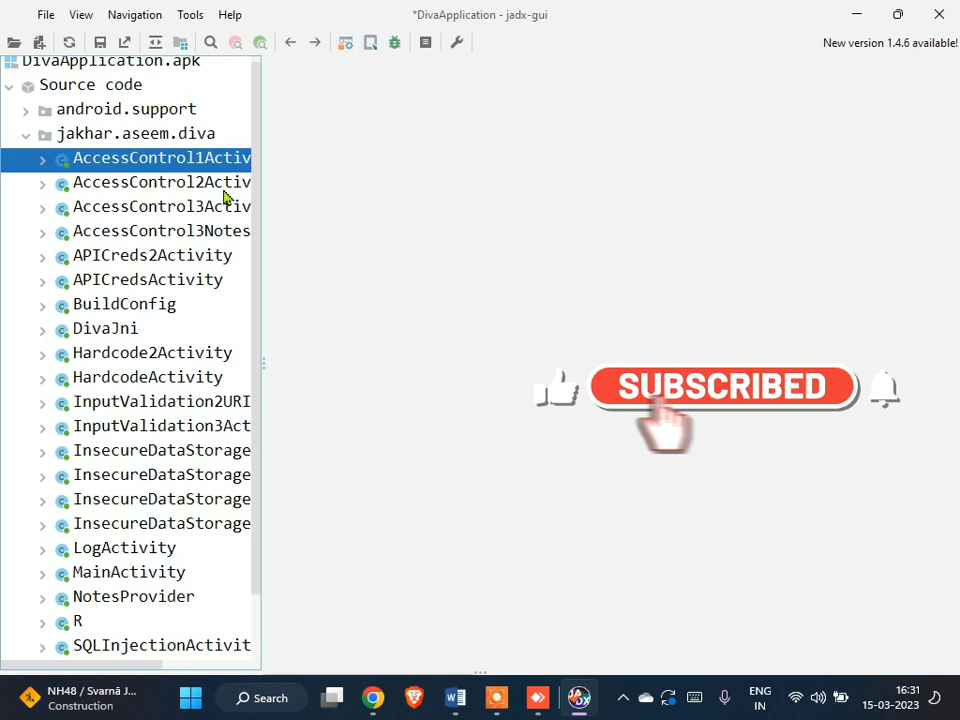 File View Navigation Tools Help *DivaApplication - jadx-gui
New version 1.4.6 available!
DivaApplication.apk
Source code
android.support
jakhar.aseem.diva
AccessControl1Activ
AccessControl2Activ
AccessControl3Activ
AccessControl3Notes
APICreds2Activity
APICredsActivity
BuildConfig
DivaJni
Hardcode2Activity
HardcodeActivity
InputValidation2URI
InputValidation3Act
InsecureDataStorage
InsecureDataStorage
InsecureDataStorage
InsecureDataStorage
LogActivity
MainActivity
NotesProvider
R
SQLInjectionActivit
SUBSCRIBED
NH48 / Svarnā J...
Construction
Search
ENG
IN
16:31
15-03-2023